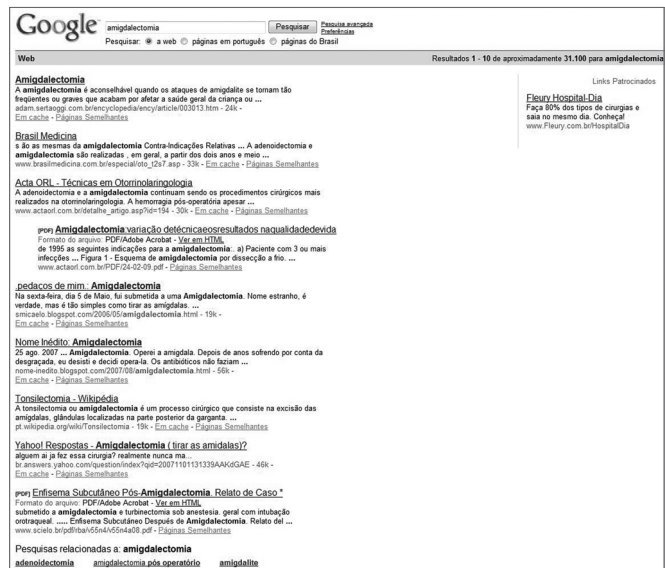 Google
amigdalectomia
Pesquisar
Pesquisa avançada
Preferências
Pesquisar: a web páginas em português páginas do Brasil
Web
Resultados 1 - 10 de aproximadamente 31.100 para amigdalectomia
Amigdalectomia
A amigdalectomia é aconselhável quando os ataques de amigdalite se tornam tão
freqüentes ou graves que acabam por afetar a saúde geral da criança ou ...
adam.sertaoggi.com.br/encyclopedia/ency/article/003013.htm - 24k -
Em cache - Páginas Semelhantes
Links Patrocinados
Fleury Hospital-Dia
Faça 80% dos tipos de cirurgias e
saia no mesmo dia. Conheça!
www.Fleury.com.br/HospitalDia
Brasil Medicina
s ão as mesmas da amigdalectomia Contra-Indicações Relativas ... A adenoidectomia e
amigdalectomia são realizadas , em geral, a partir dos dois anos e meio ...
www.brasilmedicina.com.br/especial/oto_t2s7.asp - 33k - Em cache - Páginas Semelhantes
Acta ORL - Técnicas em Otorrinolaringologia
A adenoidectomia e a amigdalectomia continuam sendo os procedimentos cirúrgicos mais
realizados na otorrinolaringologia. A hemorragia pós-operatória apesar ...
www.actaorl.com.br/detalhe_artigo.asp?id=194 - 30k - Em cache - Páginas Semelhantes
[PDF] Amigdalectomia:variação detécnicaeosresultados naqualidadedevida
Formato do arquivo: PDF/Adobe Acrobat - Ver em HTML
de 1995 as seguintes indicações para a amigdalectomia:. a) Paciente com 3 ou mais
infecções ... Figura 1 - Esquema de amigdalectomia por dissecção a frio. ...
www.actaorl.com.br/PDF/24-02-09.pdf - Páginas Semelhantes
.pedaços de mim.: Amigdalectomia
Na sexta-feira, dia 5 de Maio, fui submetida a uma Amigdalectomia. Nome estranho, é
verdade, mas é tão simples como tirar as amígdalas. ...
smicaelo.blogspot.com/2006/05/amigdalectomia.html - 19k -
Em cache - Páginas Semelhantes
Nome Inédito: Amigdalectomia
25 ago. 2007 ... Amigdalectomia. Operei a amigdala. Depois de anos sofrendo por conta da
desgraçada, eu desisti e decidi opera-la. Os antibióticos não faziam ...
nome-inedito.blogspot.com/2007/08/amigdalectomia.html - 56k -
Em cache - Páginas Semelhantes
Tonsilectomia - Wikipédia
A tonsilectomia ou amigdalectomia é um processo cirúrgico que consiste na excisão das
amígdalas, glândulas localizadas na parte posterior da garganta. ...
pt.wikipedia.org/wiki/Tonsilectomia - 19k - Em cache - Páginas Semelhantes
Yahoo! Respostas - Amigdalectomia ( tirar as amidalas)?
alguem ai ja fez essa cirurgia? realmente nunca ma...
br.answers.yahoo.com/question/index?qid=20071101131339AAKdGAE - 46k -
Em cache - Páginas Semelhantes
[PDF] Enfisema Subcutâneo Pós-Amigdalectomia. Relato de Caso *
Formato do arquivo: PDF/Adobe Acrobat - Ver em HTML
submetido a amigdalectomia e turbinectomia sob anestesia. geral com intubação
orotraqueal. ..... Enfisema Subcutáneo Después de Amigdalectomia. Relato del ...
www.scielo.br/pdf/rba/v55n4/v55n4a08.pdf - Páginas Semelhantes
Pesquisas relacionadas a: amigdalectomia
adenoidectomia amigdalectomia pós operatório amigdalite